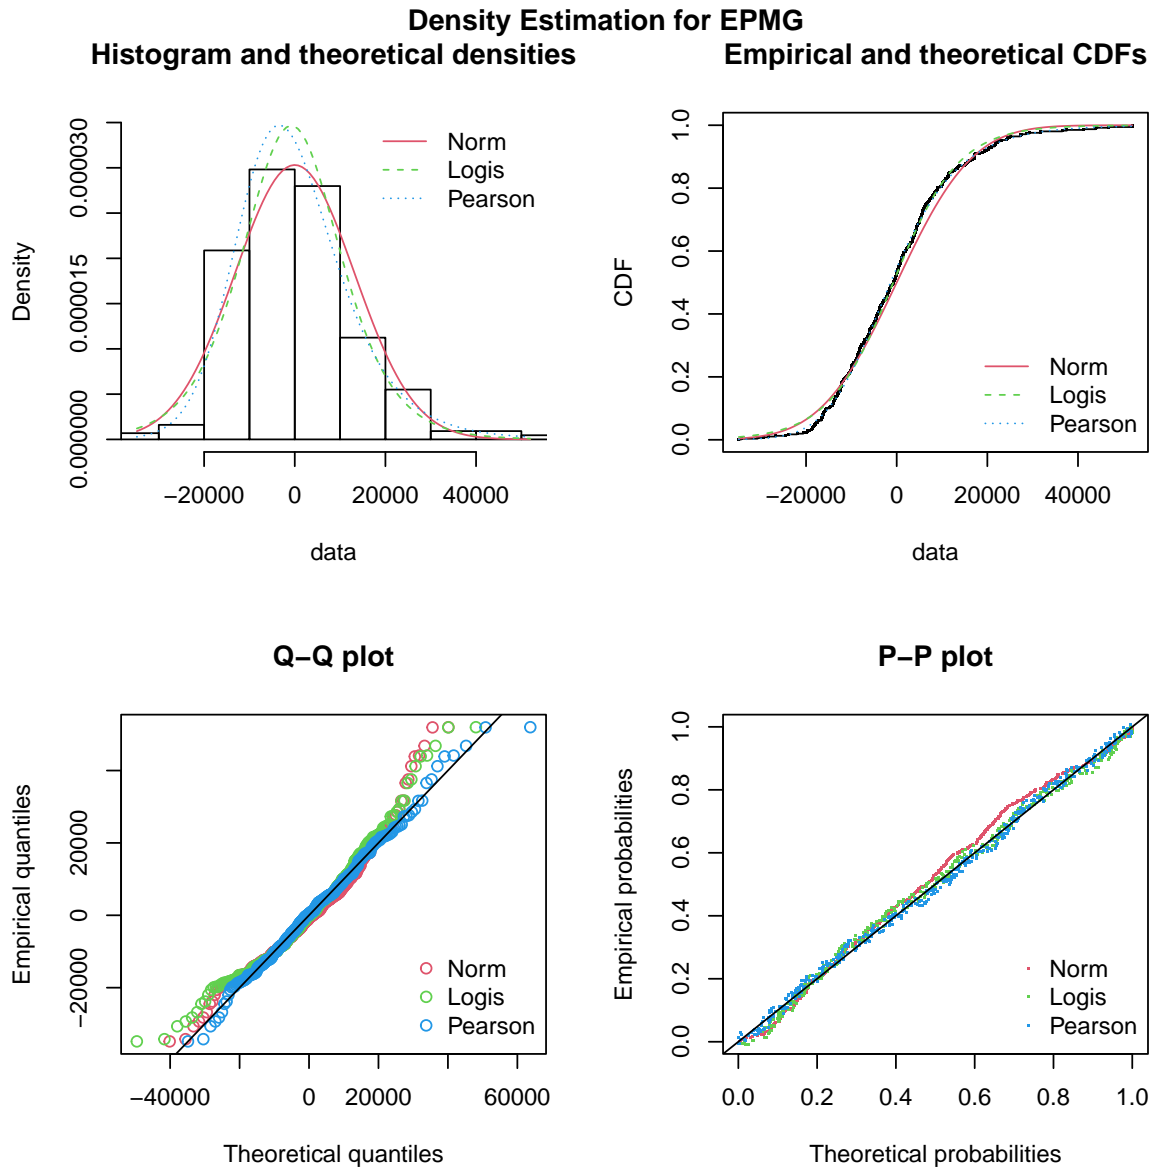 Density Estimation for EPMG
Histogram and theoretical densities
Density
0.000000 0.000015 0.000030
Norm
Logis
Pearson
−20000 0 20000 40000
data
Empirical and theoretical CDFs
CDF
0.0 0.2 0.4 0.6 0.8 1.0
Norm
Logis
Pearson
−20000 0 20000 40000
data
Q−Q plot
Empirical quantiles
−20000 0 20000
Norm
Logis
Pearson
−40000 0 20000 60000
Theoretical quantiles
P−P plot
Empirical probabilities
0.0 0.2 0.4 0.6 0.8 1.0
Norm
Logis
Pearson
0.0 0.2 0.4 0.6 0.8 1.0
Theoretical probabilities